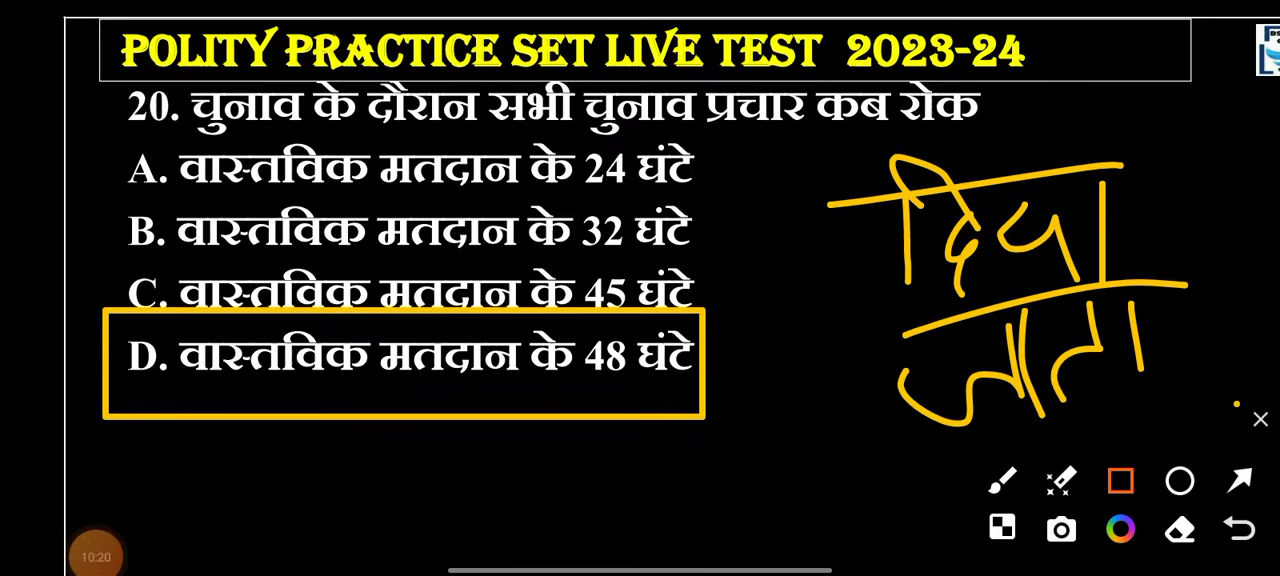 POLITY PRACTICE SET LIVE TEST 2023-24
20. चुनाव के दौरान सभी चुनाव प्रचार कब रोक
दिया
जाता
A. वास्तविक मतदान के 24 घंटे
B. वास्तविक मतदान के 32 घंटे
C. वास्तविक मतदान के 45 घंटे
D. वास्तविक मतदान के 48 घंटे
10:20